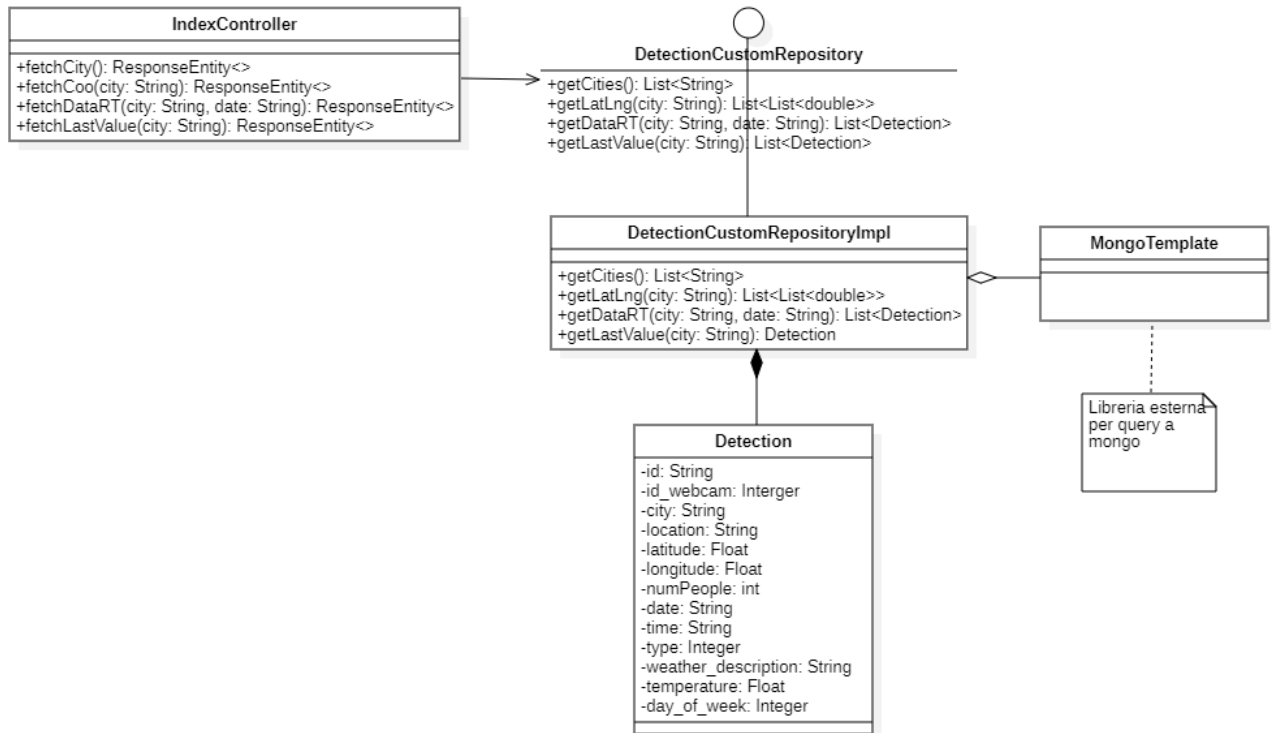 IndexController
+fetchCity(): ResponseEntity<>
+fetchCoo(city: String): ResponseEntity<>
+fetchDataRT(city: String, date: String): ResponseEntity<>
+fetchLastValue(city: String): ResponseEntity<>
DetectionCustomRepository
+getCities(): List<String>
+getLatLng(city: String): List<List<double>>
+getDataRT(city: String, date: String): List<Detection>
+getLastValue(city: String): List<Detection>
DetectionCustomRepositoryImpl
+getCities(): List<String>
+getLatLng(city: String): List<List<double>>
+getDataRT(city: String, date: String): List<Detection>
+getLastValue(city: String): Detection
MongoTemplate
Libreria esterna
per query a
mongo
Detection
-id: String
-id_webcam: Interger
-city: String
-location: String
-latitude: Float
-longitude: Float
-numPeople: int
-date: String
-time: String
-type: Integer
-weather_description: String
-temperature: Float
-day_of_week: Integer